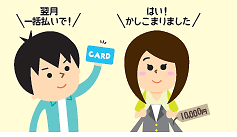 翌月
一括払いで！
はい！
かしこまりました
CARD
10,000円